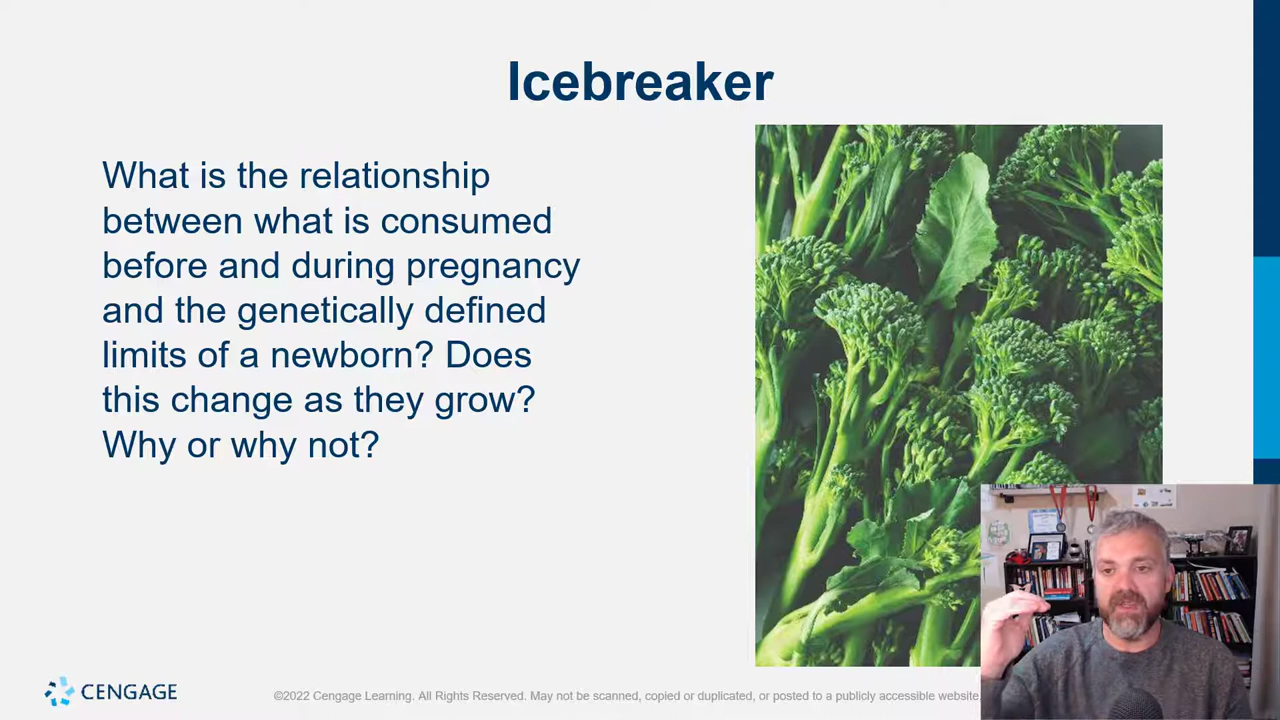 Icebreaker
What is the relationship
between what is consumed
before and during pregnancy
and the genetically defined
limits of a newborn? Does
this change as they grow?
Why or why not?
CENGAGE
©2022 Cengage Learning. All Rights Reserved. May not be scanned, copied or duplicated, or posted to a publicly accessible website